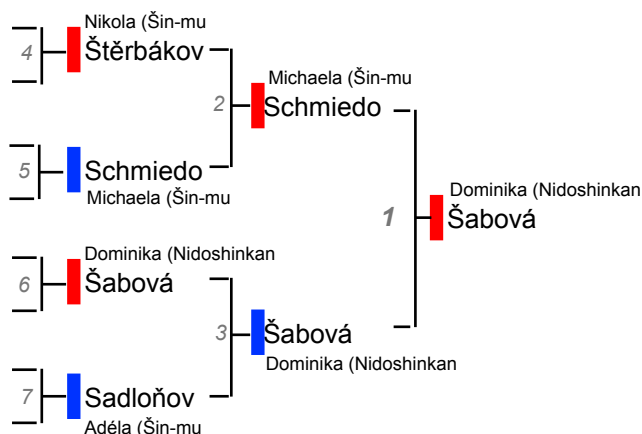 Nikola (Šin-mu
4
Štěrbákov
Michaela (Šin-mu
2
Schmiedo
5
Schmiedo
Michaela (Šin-mu
Dominika (Nidoshinkan
1
Šabová
Dominika (Nidoshinkan
6
Šabová
3
Šabová
Dominika (Nidoshinkan
7
Sadloňov
Adéla (Šin-mu